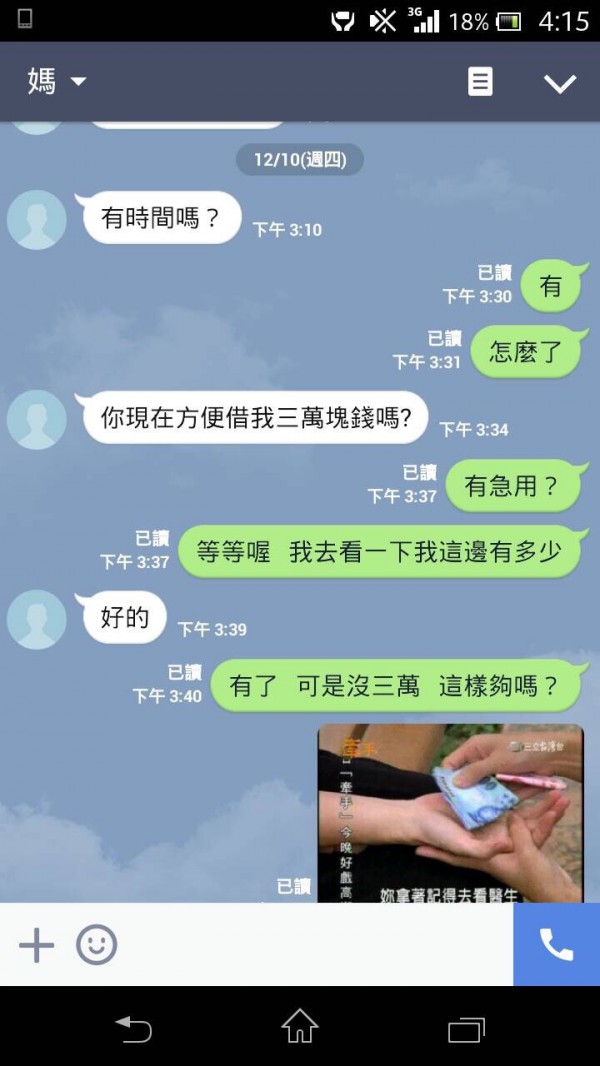 3G 18% 4:15
媽
12/10(週四)
有時間嗎？
下午 3:10
已讀
下午 3:30
有
已讀
下午 3:31
怎麼了
你現在方便借我三萬塊錢嗎?
下午 3:34
已讀
下午 3:37
有急用？
已讀
下午 3:37
等等喔 我去看一下我這邊有多少
好的
下午 3:39
已讀
下午 3:40
有了 可是沒三萬 這樣夠嗎？
牽手
三立台灣台
「牽手」今晚好戲高
妳拿著記得去看醫生
已讀